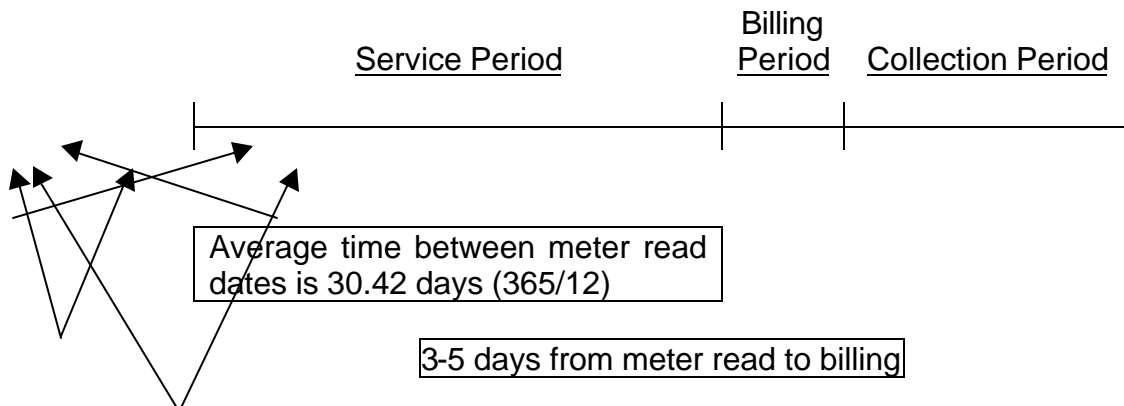 Billing
Service Period Period Collection Period
Average time between meter read
dates is 30.42 days (365/12)
3-5 days from meter read to billing